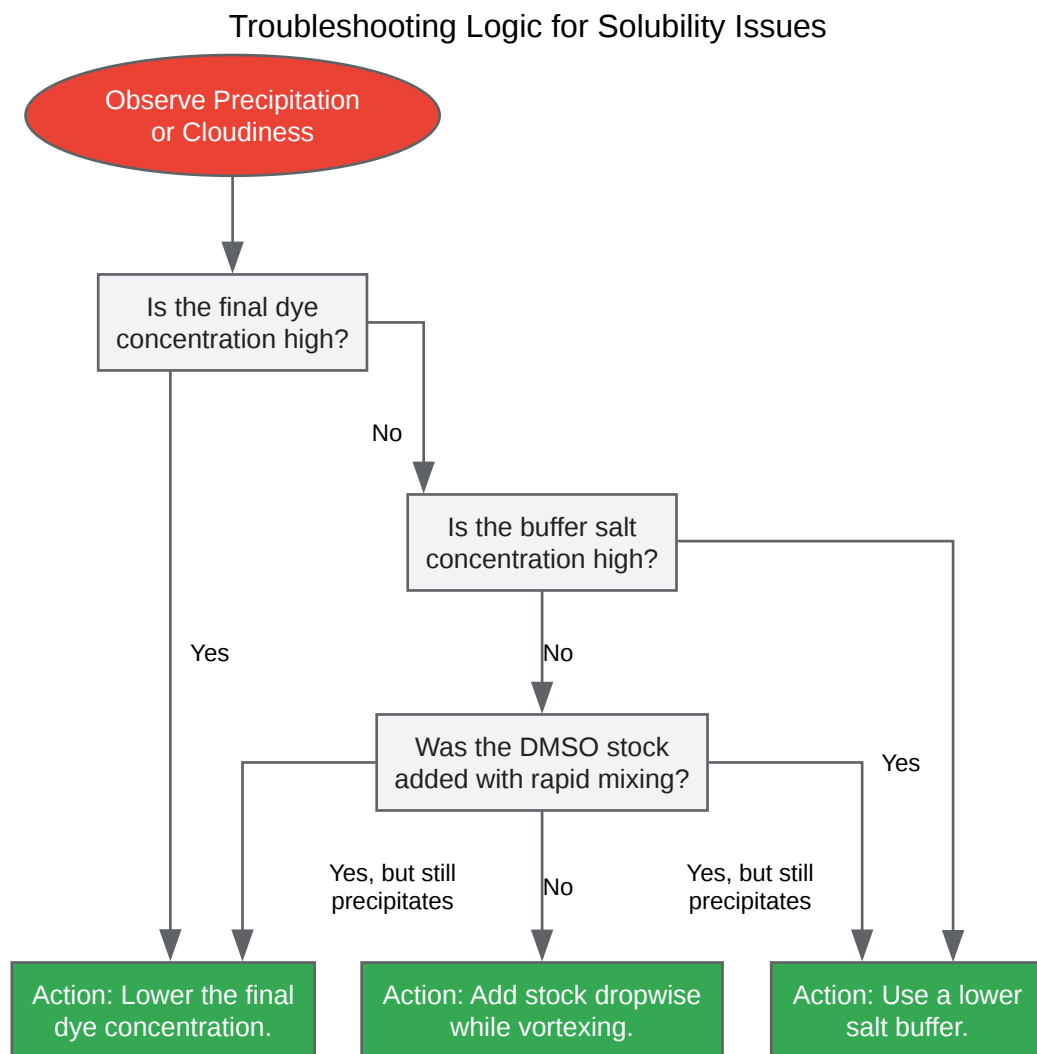 Troubleshooting Logic for Solubility Issues
Observe Precipitation
or Cloudiness
Is the final dye
concentration high?
No
Is the buffer salt
concentration high?
Yes
No
Was the DMSO stock
added with rapid mixing?
Yes
Yes, but still
precipitates
No
Yes, but still
precipitates
Action: Lower the final
dye concentration.
Action: Add stock dropwise
while vortexing.
Action: Use a lower
salt buffer.